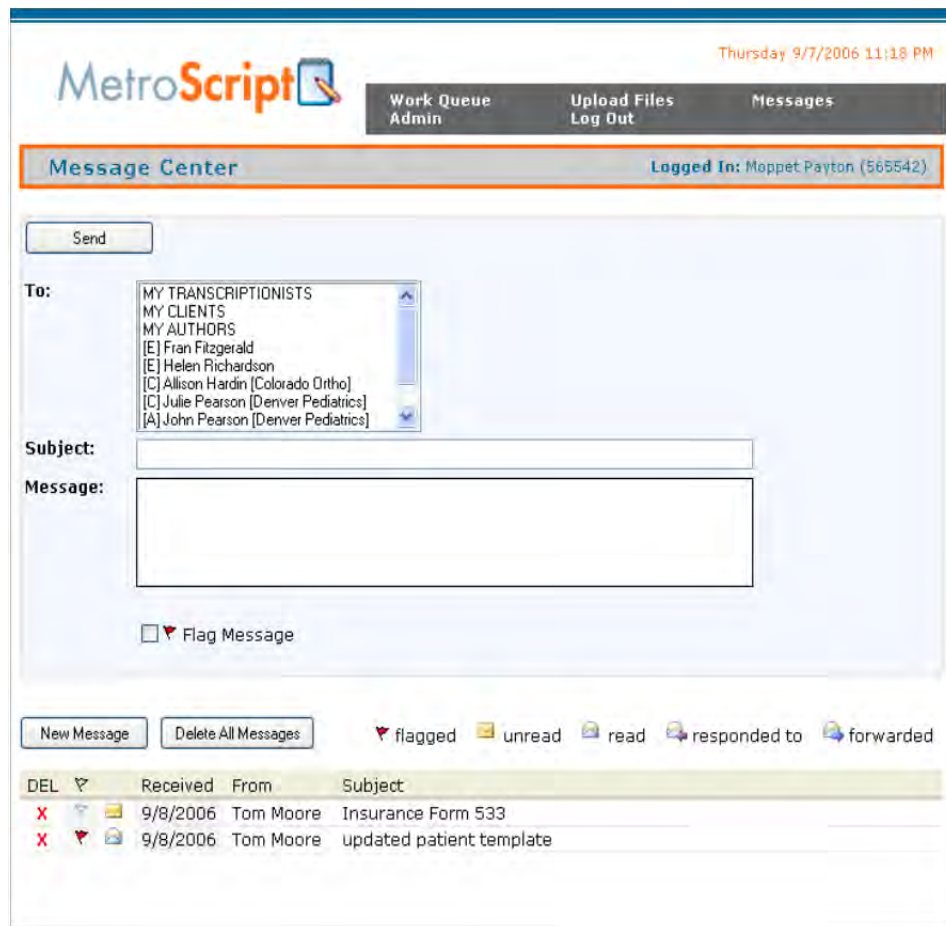 Thursday 9/7/2006 11:18 PM
MetroScript
Work Queue Upload Files Messages
Admin Log Out
Message Center Logged In: Moppet Payton (565542)
Send
To:
MY TRANSCRIPTIONISTS
MY CLIENTS
MY AUTHORS
[E] Fran Fitzgerald
[E] Helen Richardson
[C] Allison Hardin [Colorado Ortho]
[C] Julie Pearson [Denver Pediatrics]
[A] John Pearson [Denver Pediatrics]
Subject:
Message:
Flag Message
New Message Delete All Messages flagged unread read responded to forwarded
DEL Received From Subject
X 9/8/2006 Tom Moore Insurance Form 533
X 9/8/2006 Tom Moore updated patient template